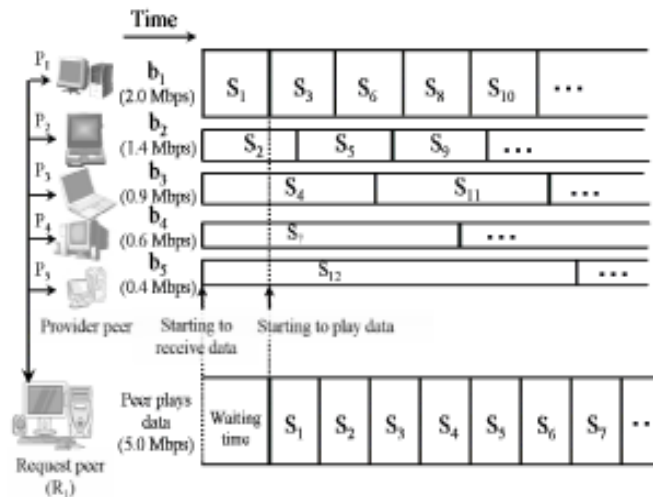 Time
P₁ b₁ (2.0 Mbps) S₁ S₃ S₆ S₈ S₁₀ ...
P₂ b₂ (1.4 Mbps) S₂ S₅ S₉ ...
P₃ b₃ (0.9 Mbps) S₄ S₁₁ ...
P₄ b₄ (0.6 Mbps) S₇ ...
P₅ b₅ (0.4 Mbps) S₁₂ ...
Provider peer
Starting to receive data
Starting to play data
Peer plays data (5.0 Mbps)
Waiting time
S₁ S₂ S₃ S₄ S₅ S₆ S₇ ...
Request peer (R₁)